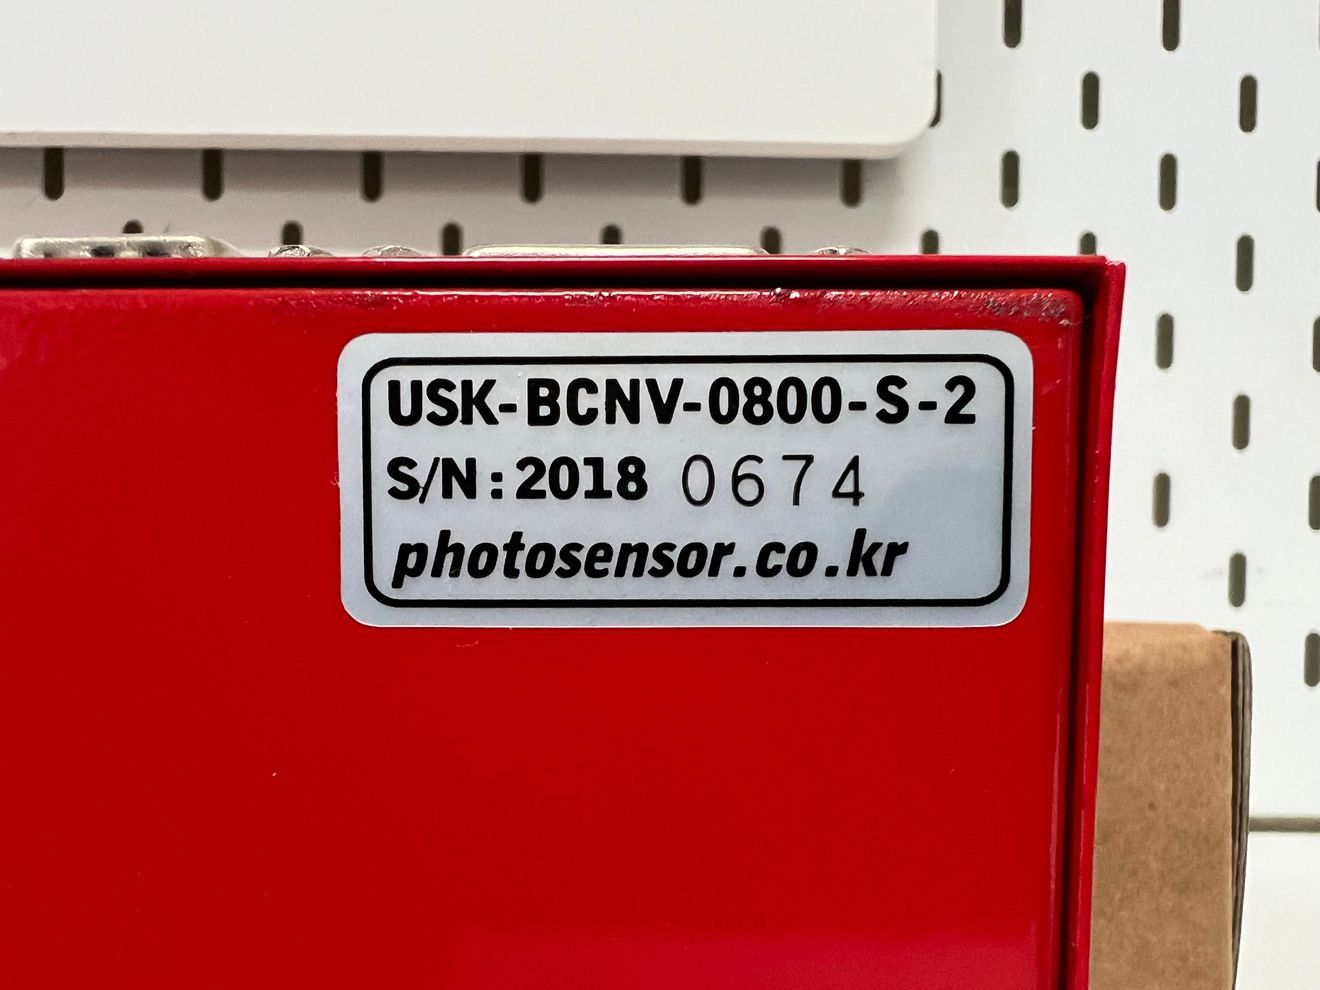 USK-BCNV-0800-S-2
S/N: 2018 0674
photosensor.co.kr